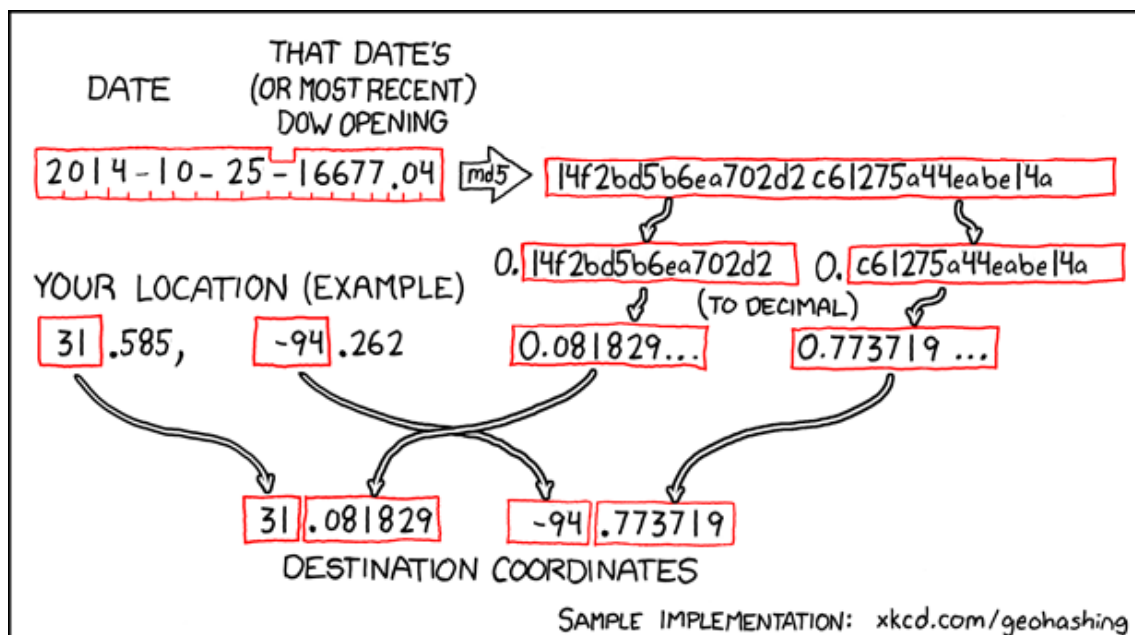 DATE
THAT DATE'S
(OR MOST RECENT)
DOW OPENING
2014-10-25-16677.04
md5
14f2bd5b6ea702d2c61275a44eabe14a
0.14f2bd5b6ea702d2
0.c61275a44eabe14a
(TO DECIMAL)
YOUR LOCATION (EXAMPLE)
31.585, -94.262
0.081829...
0.773719...
31.081829
-94.773719
DESTINATION COORDINATES
SAMPLE IMPLEMENTATION: xkcd.com/geohashing